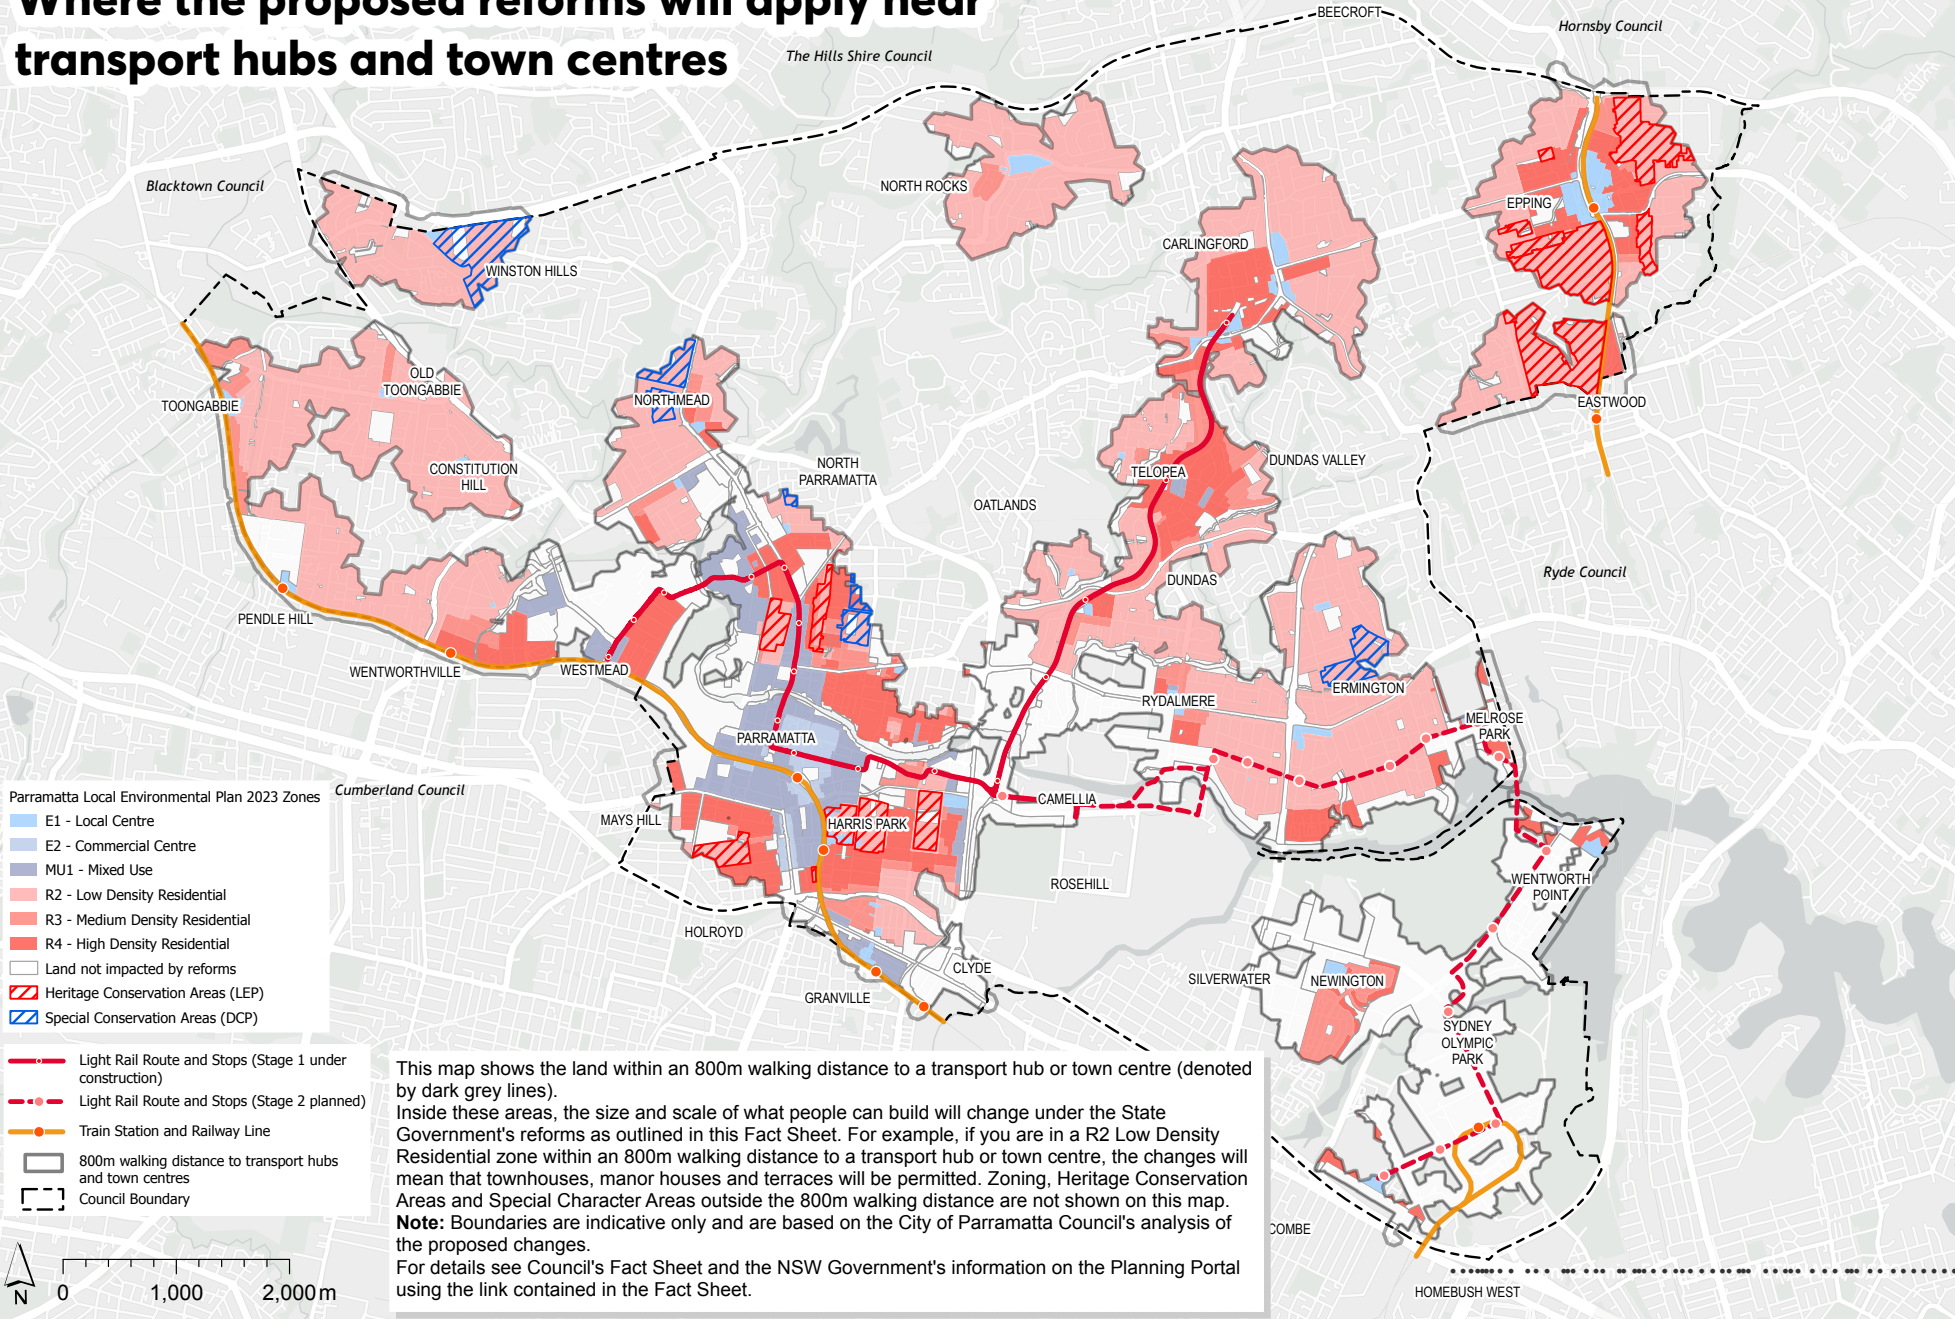 Where the proposed reforms will apply near
transport hubs and town centres
BEECROFT
Hornsby Council
The Hills Shire Council
Blacktown Council
NORTH ROCKS
EPPING
CARLINGFORD
WINSTON HILLS
OLD
TOONGABBIE
TOONGABBIE
NORTHMEAD
EASTWOOD
CONSTITUTION
HILL
NORTH
PARRAMATTA
TELOPEA
DUNDAS VALLEY
OATLANDS
DUNDAS
Ryde Council
PENDLE HILL
WENTWORTHVILLE
WESTMEAD
RYDALMERE
ERMINGTON
MELROSE
PARK
PARRAMATTA
Cumberland Council
CAMELLIA
MAYS HILL
HARRIS PARK
ROSEHILL
WENTWORTH
POINT
HOLROYD
CLYDE
GRANVILLE
SILVERWATER
NEWINGTON
SYDNEY
OLYMPIC
PARK
COMBE
HOMEBUSH WEST
Parramatta Local Environmental Plan 2023 Zones
E1 - Local Centre
E2 - Commercial Centre
MU1 - Mixed Use
R2 - Low Density Residential
R3 - Medium Density Residential
R4 - High Density Residential
Land not impacted by reforms
Heritage Conservation Areas (LEP)
Special Conservation Areas (DCP)
Light Rail Route and Stops (Stage 1 under
construction)
Light Rail Route and Stops (Stage 2 planned)
Train Station and Railway Line
800m walking distance to transport hubs
and town centres
Council Boundary
N
0 1,000 2,000 m
This map shows the land within an 800m walking distance to a transport hub or town centre (denoted
by dark grey lines).
Inside these areas, the size and scale of what people can build will change under the State
Government's reforms as outlined in this Fact Sheet. For example, if you are in a R2 Low Density
Residential zone within an 800m walking distance to a transport hub or town centre, the changes will
mean that townhouses, manor houses and terraces will be permitted. Zoning, Heritage Conservation
Areas and Special Character Areas outside the 800m walking distance are not shown on this map.
Note: Boundaries are indicative only and are based on the City of Parramatta Council's analysis of
the proposed changes.
For details see Council's Fact Sheet and the NSW Government's information on the Planning Portal
using the link contained in the Fact Sheet.